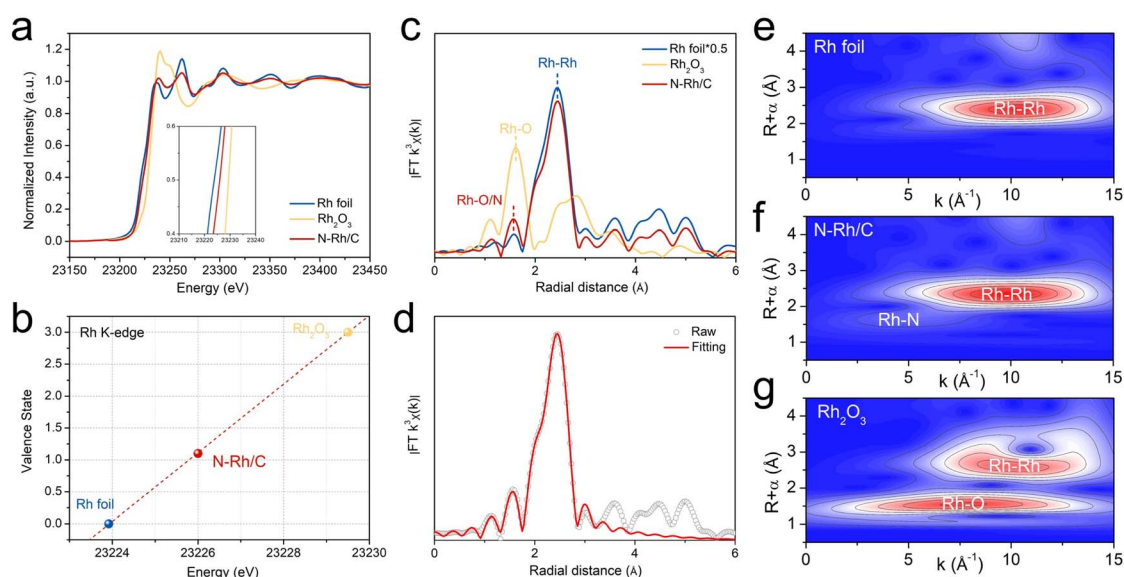 a
Normalized Intensity (a.u.)
1.2
1.0
0.8
0.6
0.4
0.2
0.0
0.6
0.5
0.4
23210 23220 23230 23240
Rh foil
Rh₂O₃
N-Rh/C
23150 23200 23250 23300 23350 23400 23450
Energy (eV)
b
Rh K-edge
Valence State
3.0
2.5
2.0
1.5
1.0
0.5
0.0
Rh₂O₃
N-Rh/C
Rh foil
23224 23226 23228 23230
Energy (eV)
c
|FT k³χ(k)|
Rh foil*0.5
Rh₂O₃
N-Rh/C
Rh-Rh
Rh-O
Rh-O/N
0 2 4 6
Radial distance (Å)
d
|FT k³χ(k)|
Raw
Fitting
0 2 4 6
Radial distance (Å)
e
Rh foil
R+α (Å)
4
3
2
1
Rh-Rh
0 5 10 15
k (Å⁻¹)
f
N-Rh/C
R+α (Å)
4
3
2
1
Rh-Rh
Rh-N
0 5 10 15
k (Å⁻¹)
g
Rh₂O₃
R+α (Å)
4
3
2
1
Rh-Rh
Rh-O
0 5 10 15
k (Å⁻¹)